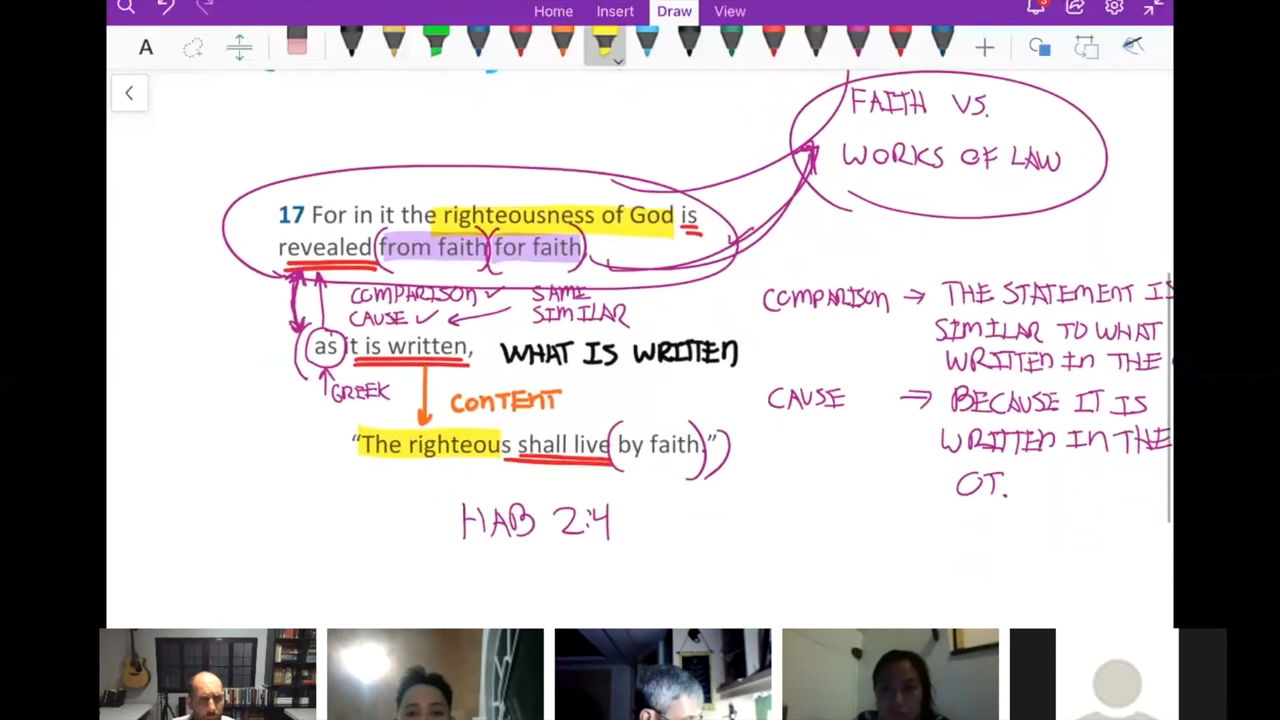 Home Insert Draw View
A
FAITH VS.
WORKS OF LAW
17 For in it the righteousness of God is
revealed (from faith) (for faith),
COMPARISON ✓ SAME
CAUSE ✓ SIMILAR
as it is written, WHAT IS WRITTEN
GREEK
CONTENT
“The righteous shall live (by faith.”)
HAB 2:4
COMPARISON → THE STATEMENT IS
SIMILAR TO WHAT
WRITTEN IN THE
CAUSE ⇒ BECAUSE IT IS
WRITTEN IN THE
OT.